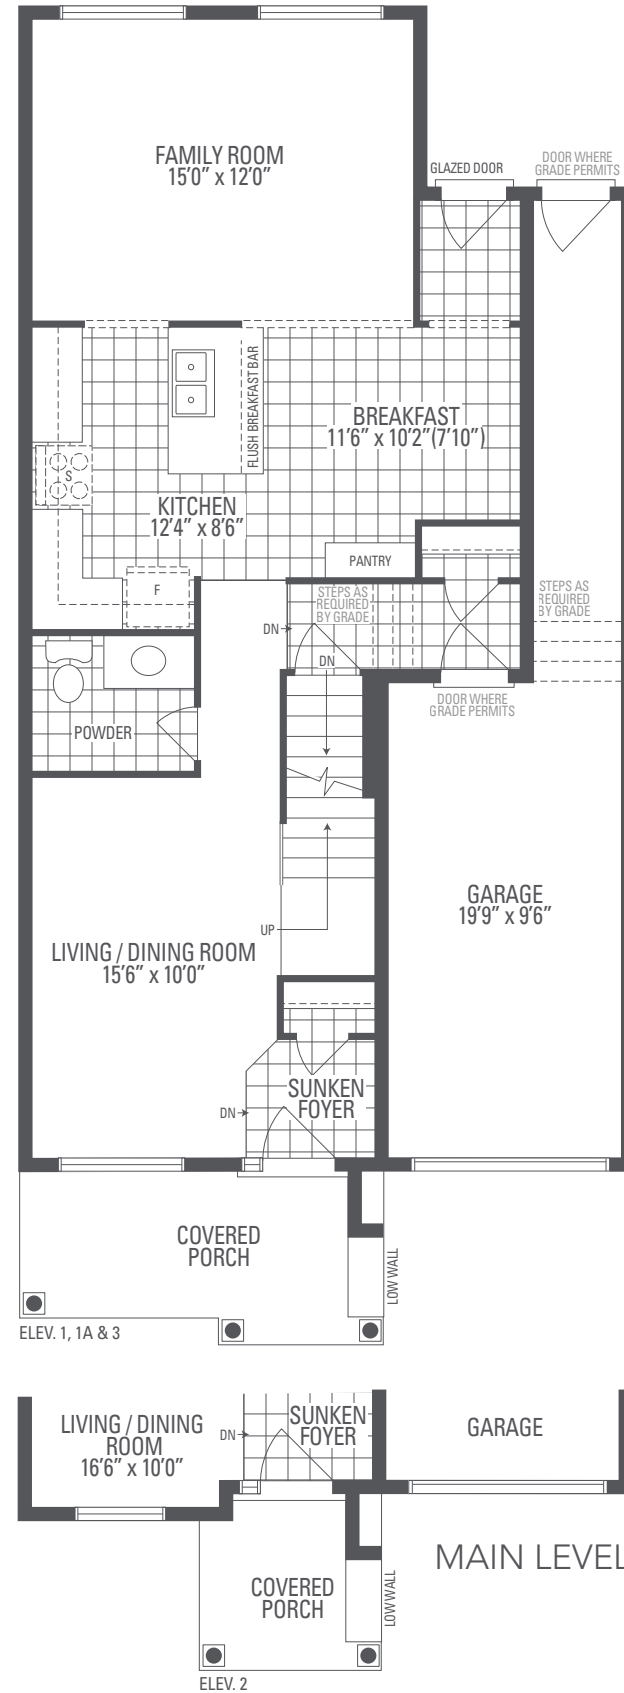 FAMILY ROOM
15'0" x 12'0"
GLAZED DOOR
DOOR WHERE
GRADE PERMITS
FLUSH BREAKFAST BAR
BREAKFAST
11'6" x 10'2"(7'10")
S
KITCHEN
12'4" x 8'6"
PANTRY
F
STEPS AS
REQUIRED
BY GRADE
STEPS AS
REQUIRED
BY GRADE
DN
DN
DOOR WHERE
GRADE PERMITS
POWDER
GARAGE
19'9" x 9'6"
UP
LIVING / DINING ROOM
15'6" x 10'0"
SUNKEN
FOYER
DN
COVERED
PORCH
LOW WALL
ELEV. 1, 1A & 3
LIVING / DINING
ROOM
16'6" x 10'0"
DN
SUNKEN
FOYER
GARAGE
MAIN LEVEL
COVERED
PORCH
LOW WALL
ELEV. 2